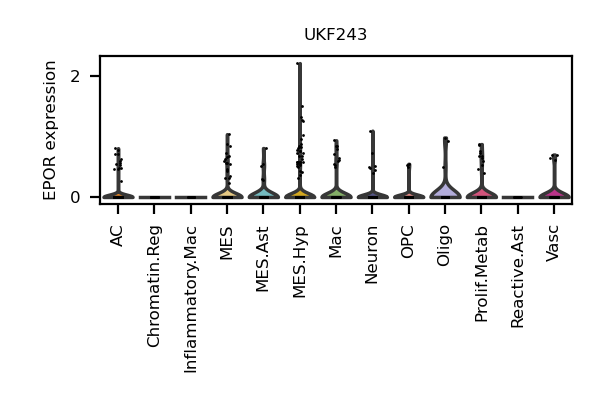 UKF243
EPOR expression
2
0
AC
Chromatin.Reg
Inflammatory.Mac
MES
MES.Ast
MES.Hyp
Mac
Neuron
OPC
Oligo
Prolif.Metab
Reactive.Ast
Vasc